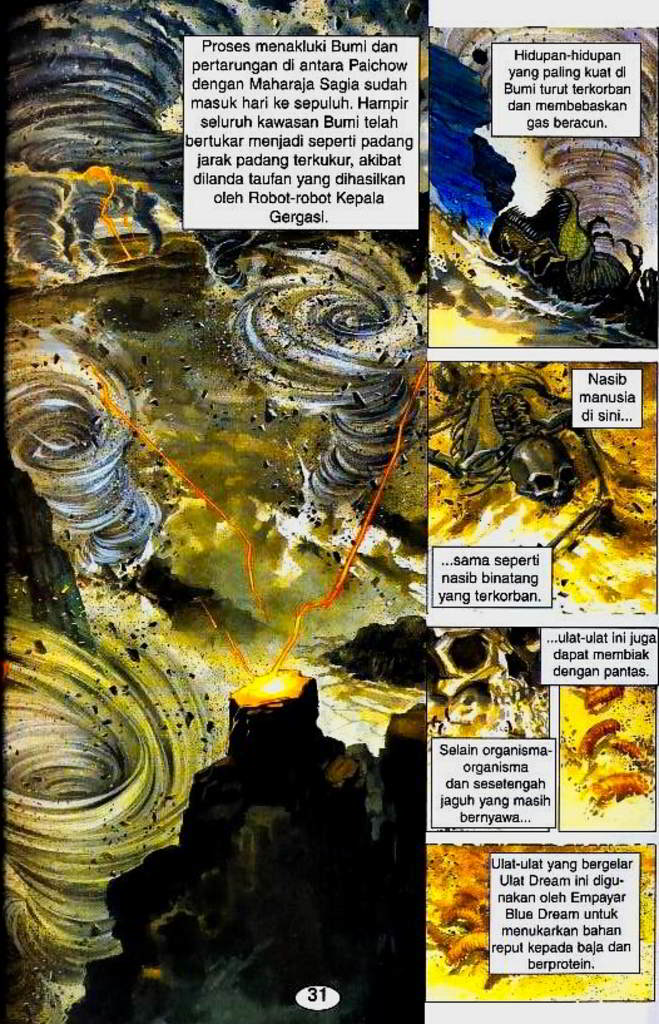 Proses menakluki Bumi dan
pertarungan di antara Paichow
dengan Maharaja Sagia sudah
masuk hari ke sepuluh. Hampir
seluruh kawasan Bumi telah
bertukar menjadi seperti padang
jarak padang terkukur, akibat
dilanda taufan yang dihasilkan
oleh Robot-robot Kepala
Gergasi.
Hidupan-hidupan
yang paling kuat di
Bumi turut terkorban
dan membebaskan
gas beracun.
Nasib
manusia
di sini...
...sama seperti
nasib binatang
yang terkorban.
Selain organisma-
organisma
dan sesetengah
jaguh yang masih
bernyawa...
...ulat-ulat ini juga
dapat membiak
dengan pantas.
Ulat-ulat yang bergelar
Ulat Dream ini digu-
nakan oleh Empayar
Blue Dream untuk
menukarkan bahan
reput kepada baja dan
berprotein.
31